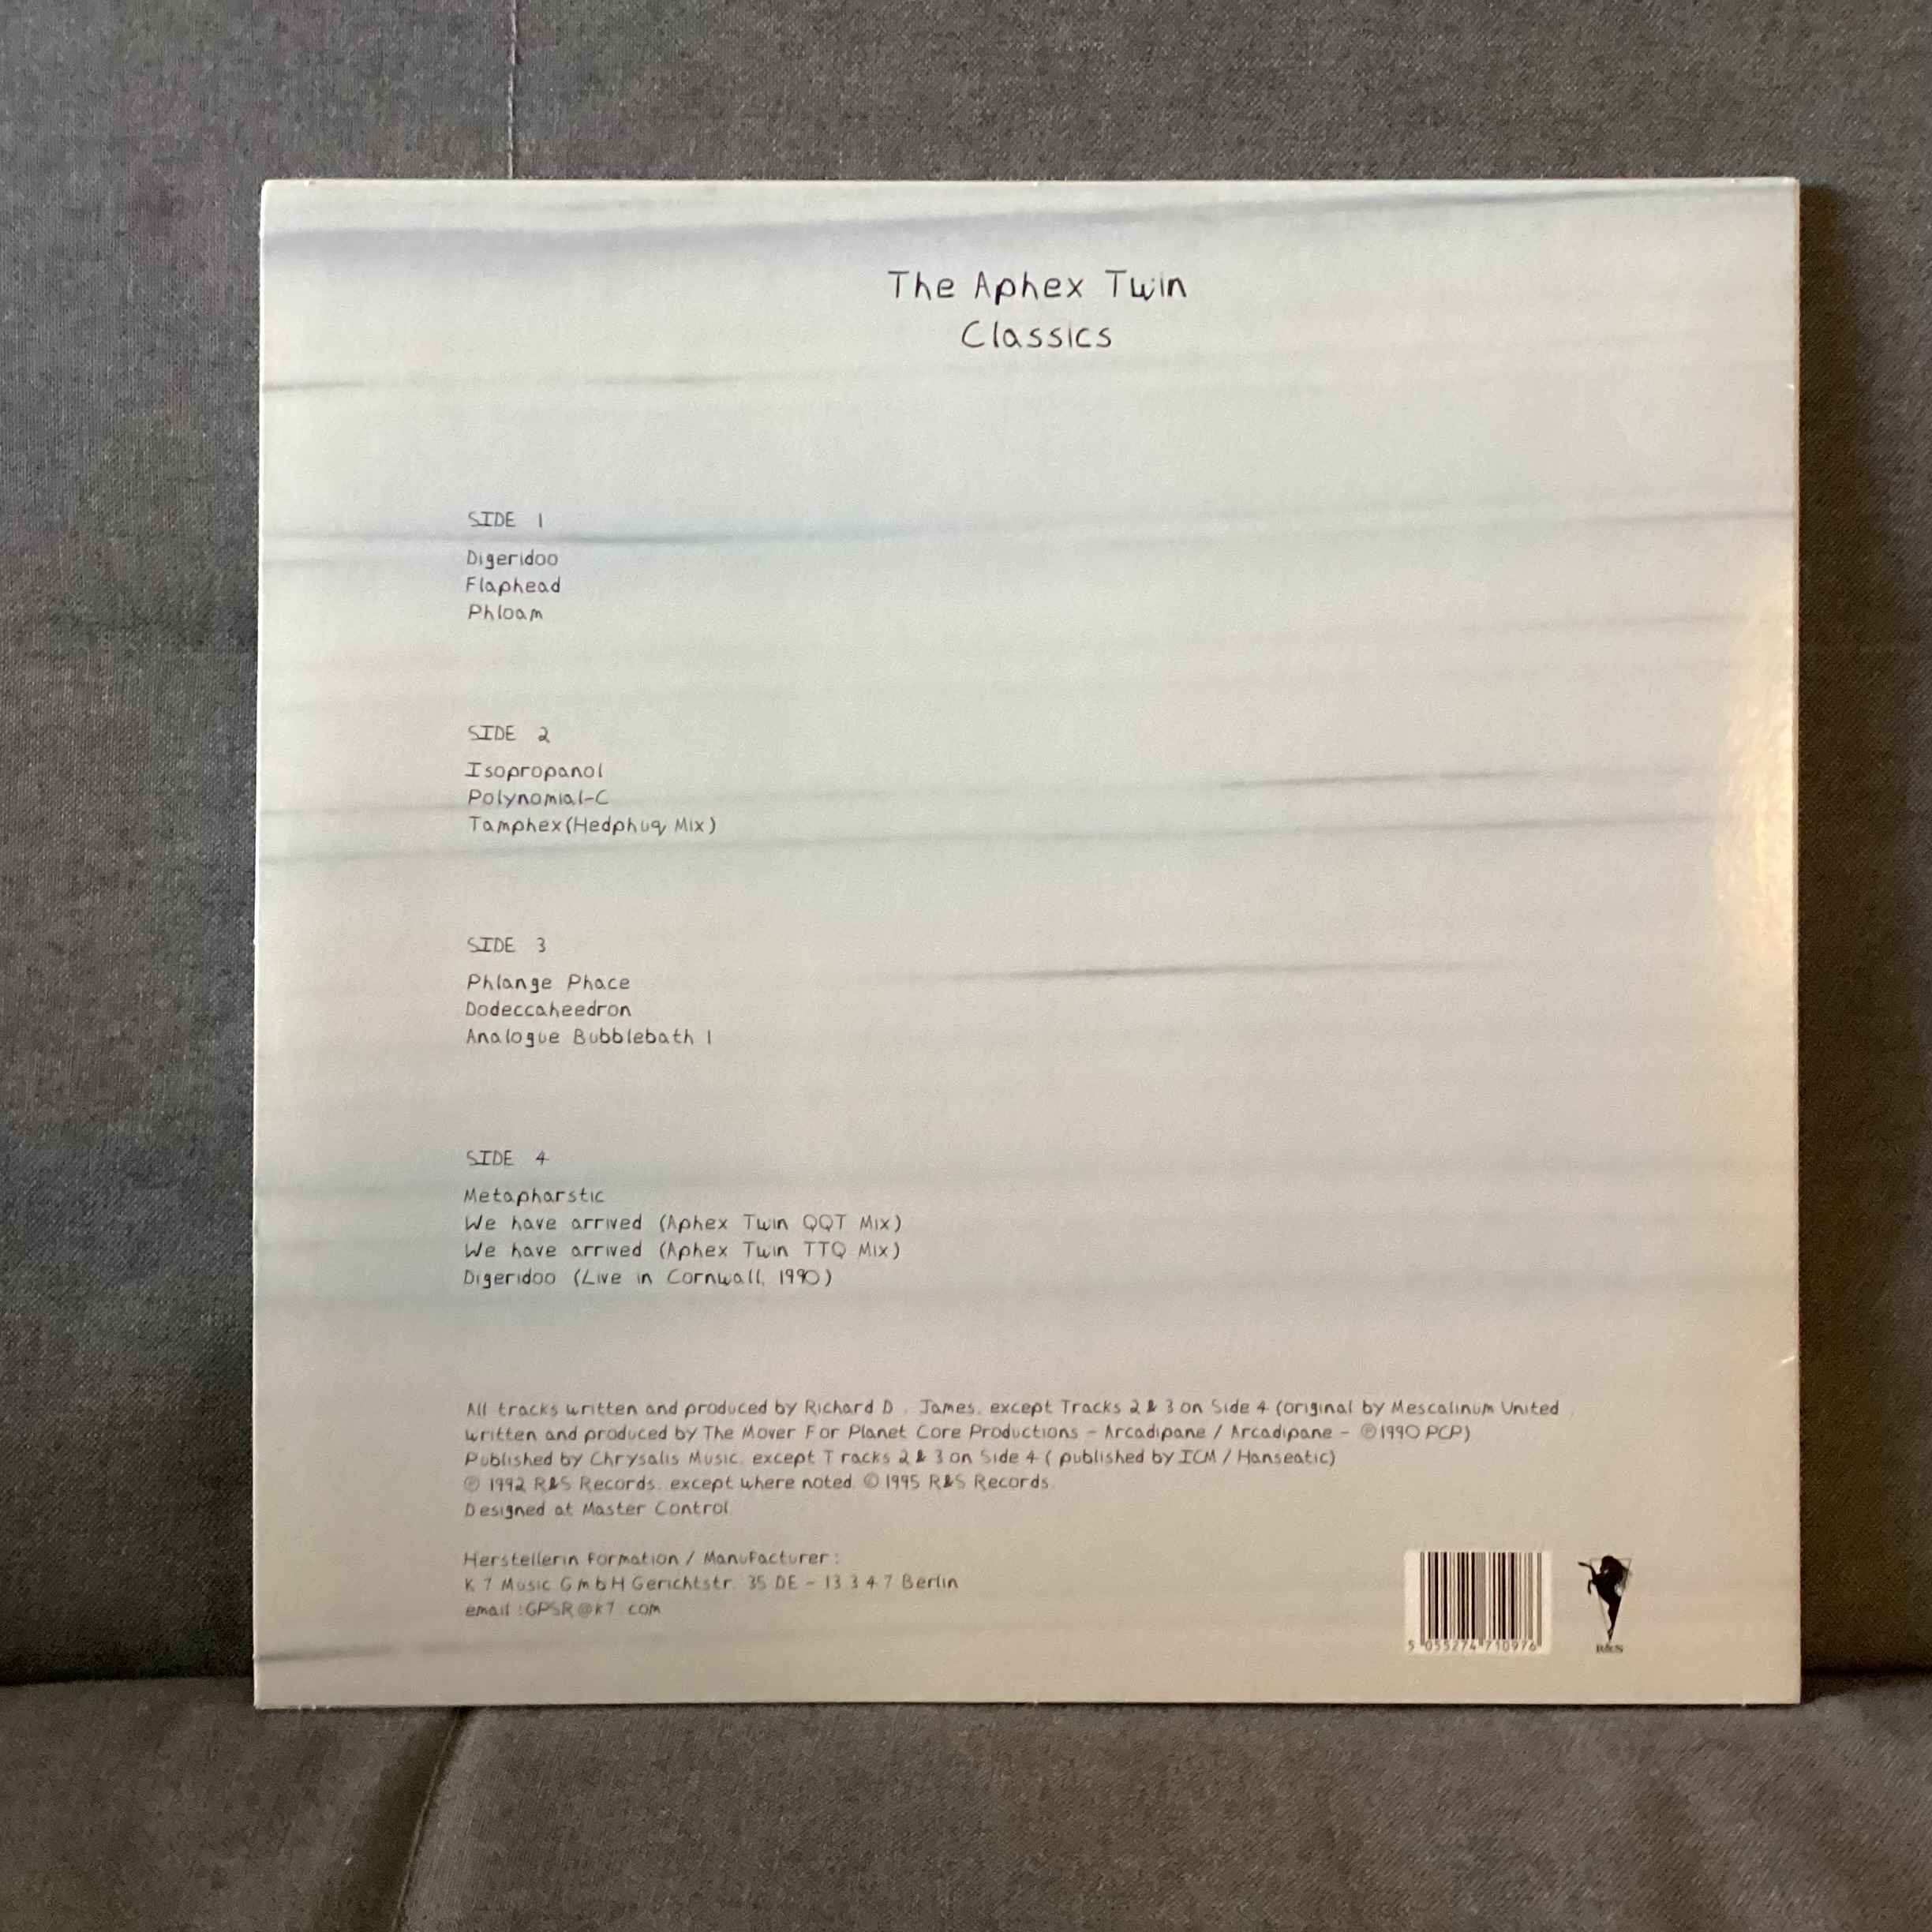 The Aphex Twin
Classics
SIDE 1
Digeridoo
Flaphead
Phloam
SIDE 2
Isopropanol
Polynomial-C
Tamphex(Hedphuq Mix)
SIDE 3
Phlange Phace
Dodeccaheedron
Analogue Bubblebath 1
SIDE 4
Metapharstic
We have arrived (Aphex Twin QQT Mix)
We have arrived (Aphex Twin TTQ Mix)
Digeridoo (Live in Cornwall, 1990)
All tracks written and produced by Richard D . James, except Tracks 2 & 3 on Side 4 (original by Mescalinum United ,
written and produced by The Mover For Planet Core Productions - Arcadipane / Arcadipane - ℗1990 PCP)
Published by Chrysalis Music, except T racks 2 & 3 on Side 4 ( published by ICM / Hanseatic)
℗ 1992 R&S Records, except where noted. © 1995 R&S Records.
Designed at Master Control.
Herstellerin formation / Manufacturer :
K 7 Music G m b H Gerichtstr. 35 DE - 13 3 4 7 Berlin
email :GPSR@k7. com
5 055274 710976
R&S